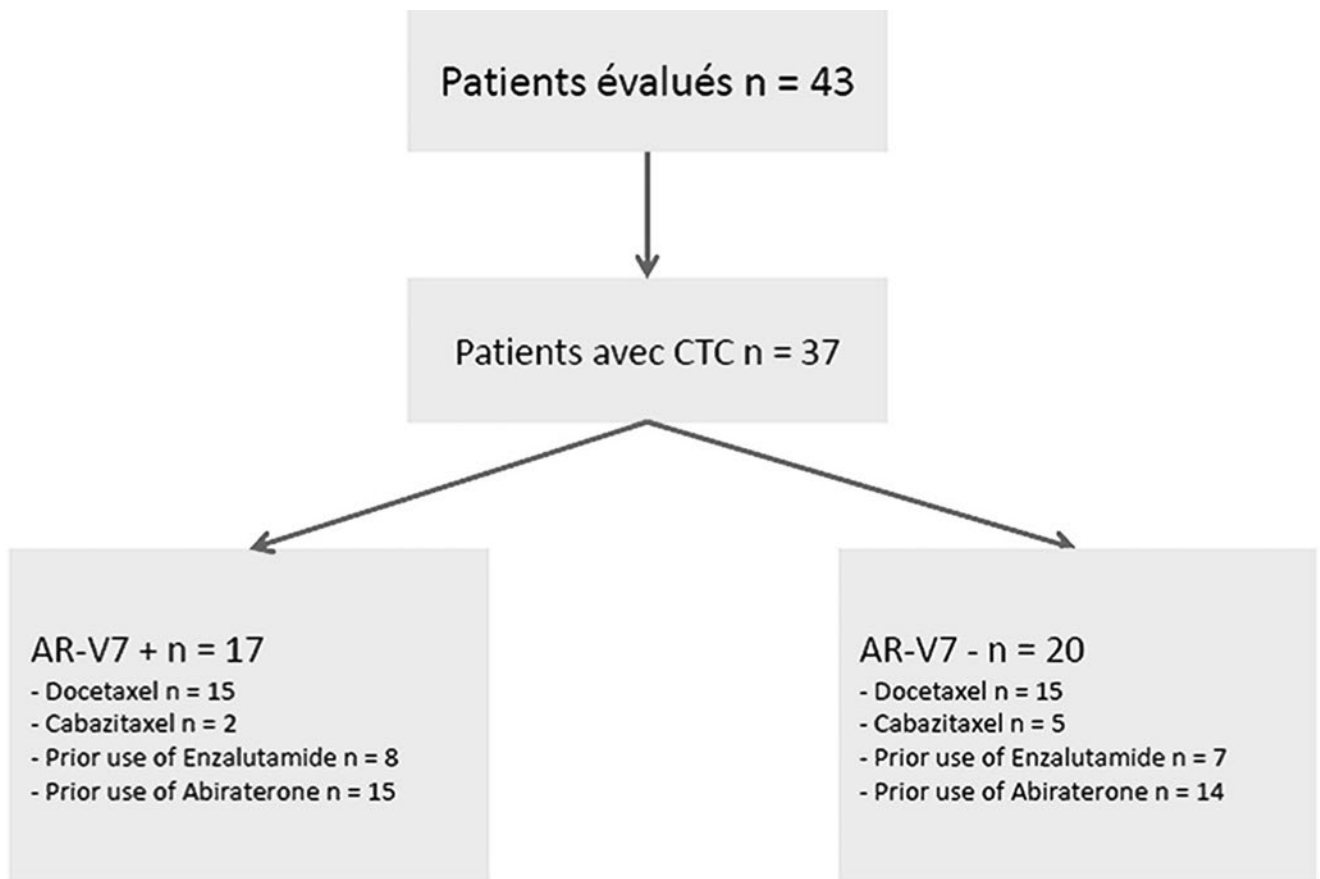 Patients évalués n = 43
Patients avec CTC n = 37
AR-V7 + n = 17
- Docetaxel n = 15
- Cabazitaxel n = 2
- Prior use of Enzalutamide n = 8
- Prior use of Abiraterone n = 15
AR-V7 - n = 20
- Docetaxel n = 15
- Cabazitaxel n = 5
- Prior use of Enzalutamide n = 7
- Prior use of Abiraterone n = 14